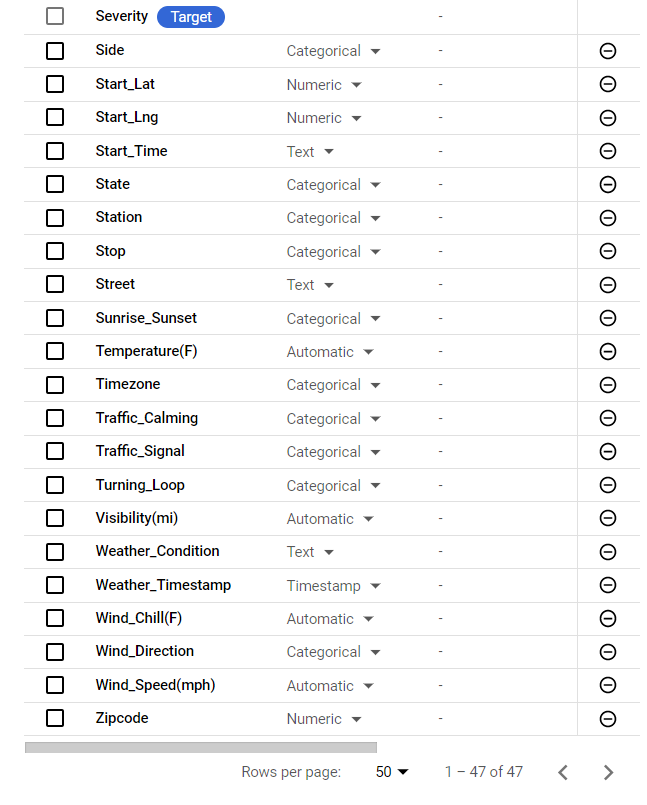 Severity Target -
Side Categorical -
Start_Lat Numeric -
Start_Lng Numeric -
Start_Time Text -
State Categorical -
Station Categorical -
Stop Categorical -
Street Text -
Sunrise_Sunset Categorical -
Temperature(F) Automatic -
Timezone Categorical -
Traffic_Calming Categorical -
Traffic_Signal Categorical -
Turning_Loop Categorical -
Visibility(mi) Automatic -
Weather_Condition Text -
Weather_Timestamp Timestamp -
Wind_Chill(F) Automatic -
Wind_Direction Categorical -
Wind_Speed(mph) Automatic -
Zipcode Numeric -
Rows per page: 50 1 – 47 of 47